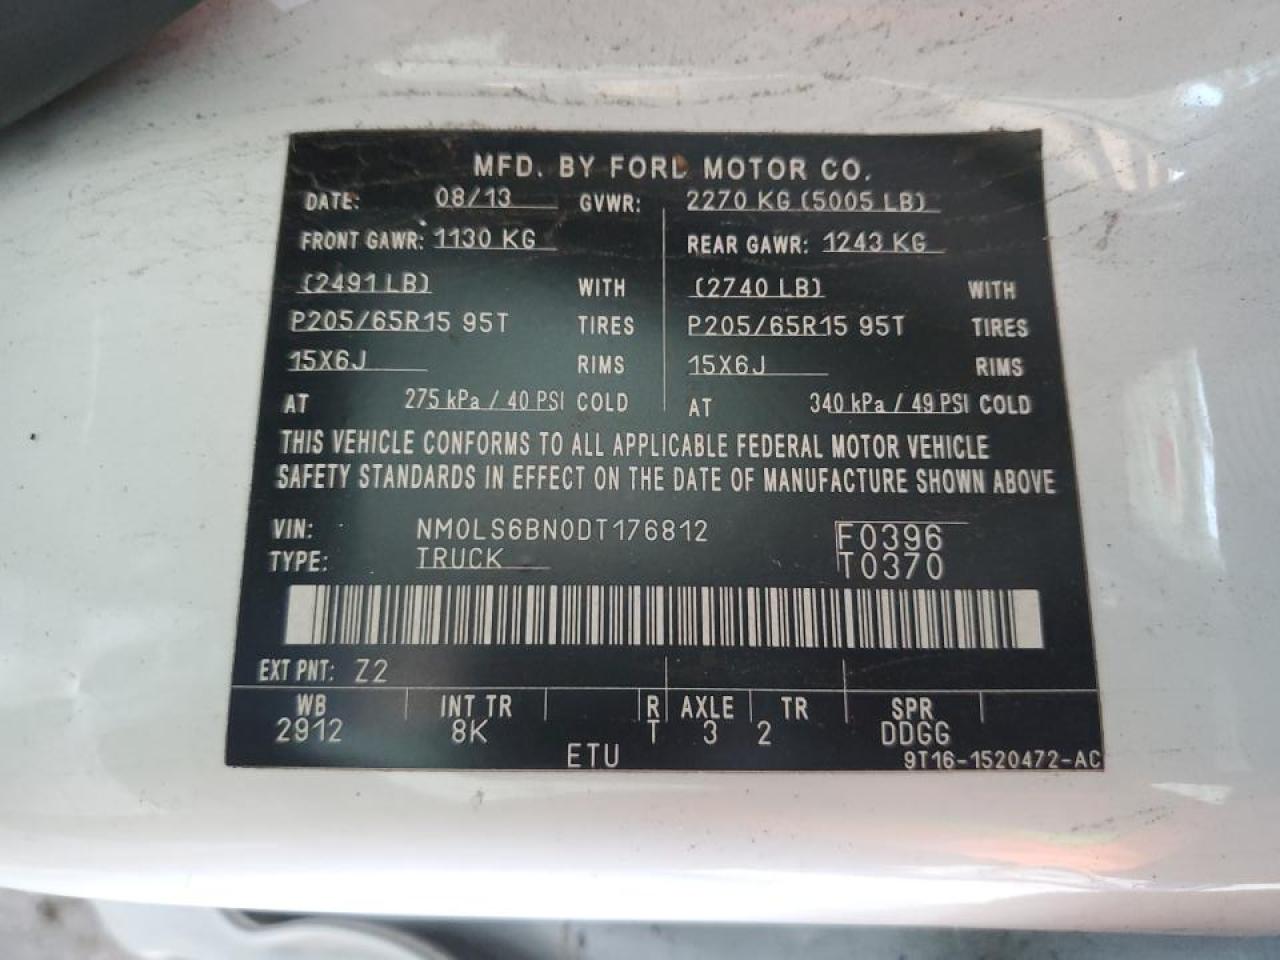 MFD. BY FORD MOTOR CO.
DATE: 08/13 GVWR: 2270 KG (5005 LB)
FRONT GAWR: 1130 KG REAR GAWR: 1243 KG
(2491 LB) WITH (2740 LB) WITH
P205/65R15 95T TIRES P205/65R15 95T TIRES
15X6J RIMS 15X6J RIMS
AT 275 kPa / 40 PSI COLD AT 340 kPa / 49 PSI COLD
THIS VEHICLE CONFORMS TO ALL APPLICABLE FEDERAL MOTOR VEHICLE
SAFETY STANDARDS IN EFFECT ON THE DATE OF MANUFACTURE SHOWN ABOVE
VIN: NM0LS6BN0DT176812 F0396
TYPE: TRUCK T0370
EXT PNT: Z2
WB INT TR R AXLE TR SPR
2912 8K T 3 2 DDGG
ETU 9T16-1520472-AC